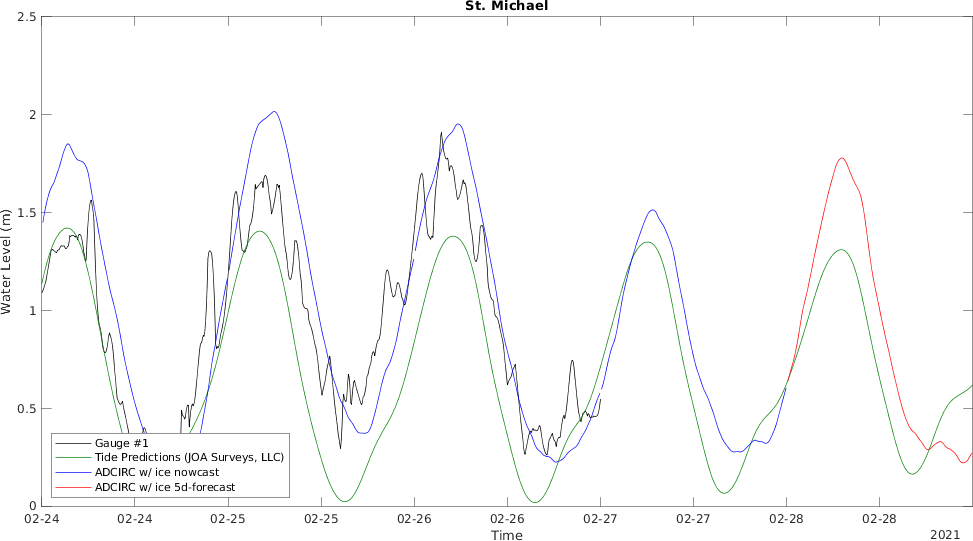 St. Michael
2.5
2
1.5
1
0.5
0
Water Level (m)
Gauge #1
Tide Predictions (JOA Surveys, LLC)
ADCIRC w/ ice nowcast
ADCIRC w/ ice 5d-forecast
02-24 02-24 02-25 02-25 02-26 02-26 02-27 02-27 02-28 02-28
Time
2021